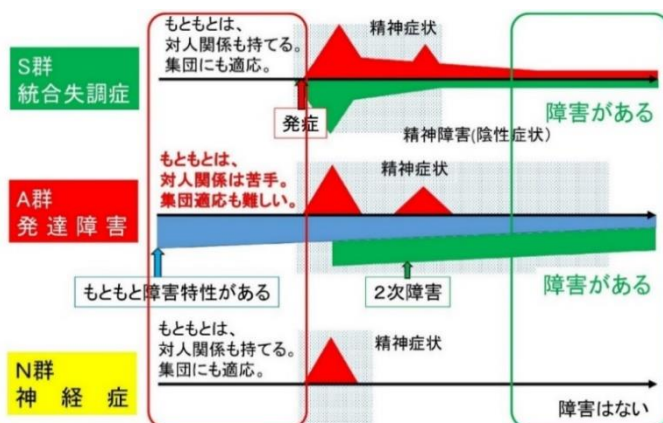 もともとは、
対人関係も持てる。
集団にも適応。
精神症状
S群
統合失調症
発症
障害がある
精神障害(陰性症状)
もともとは、
対人関係は苦手。
集団適応も難しい。
精神症状
A群
発達障害
もともと障害特性がある
2次障害
障害がある
もともとは、
対人関係も持てる。
集団にも適応。
精神症状
N群
神経症
障害はない